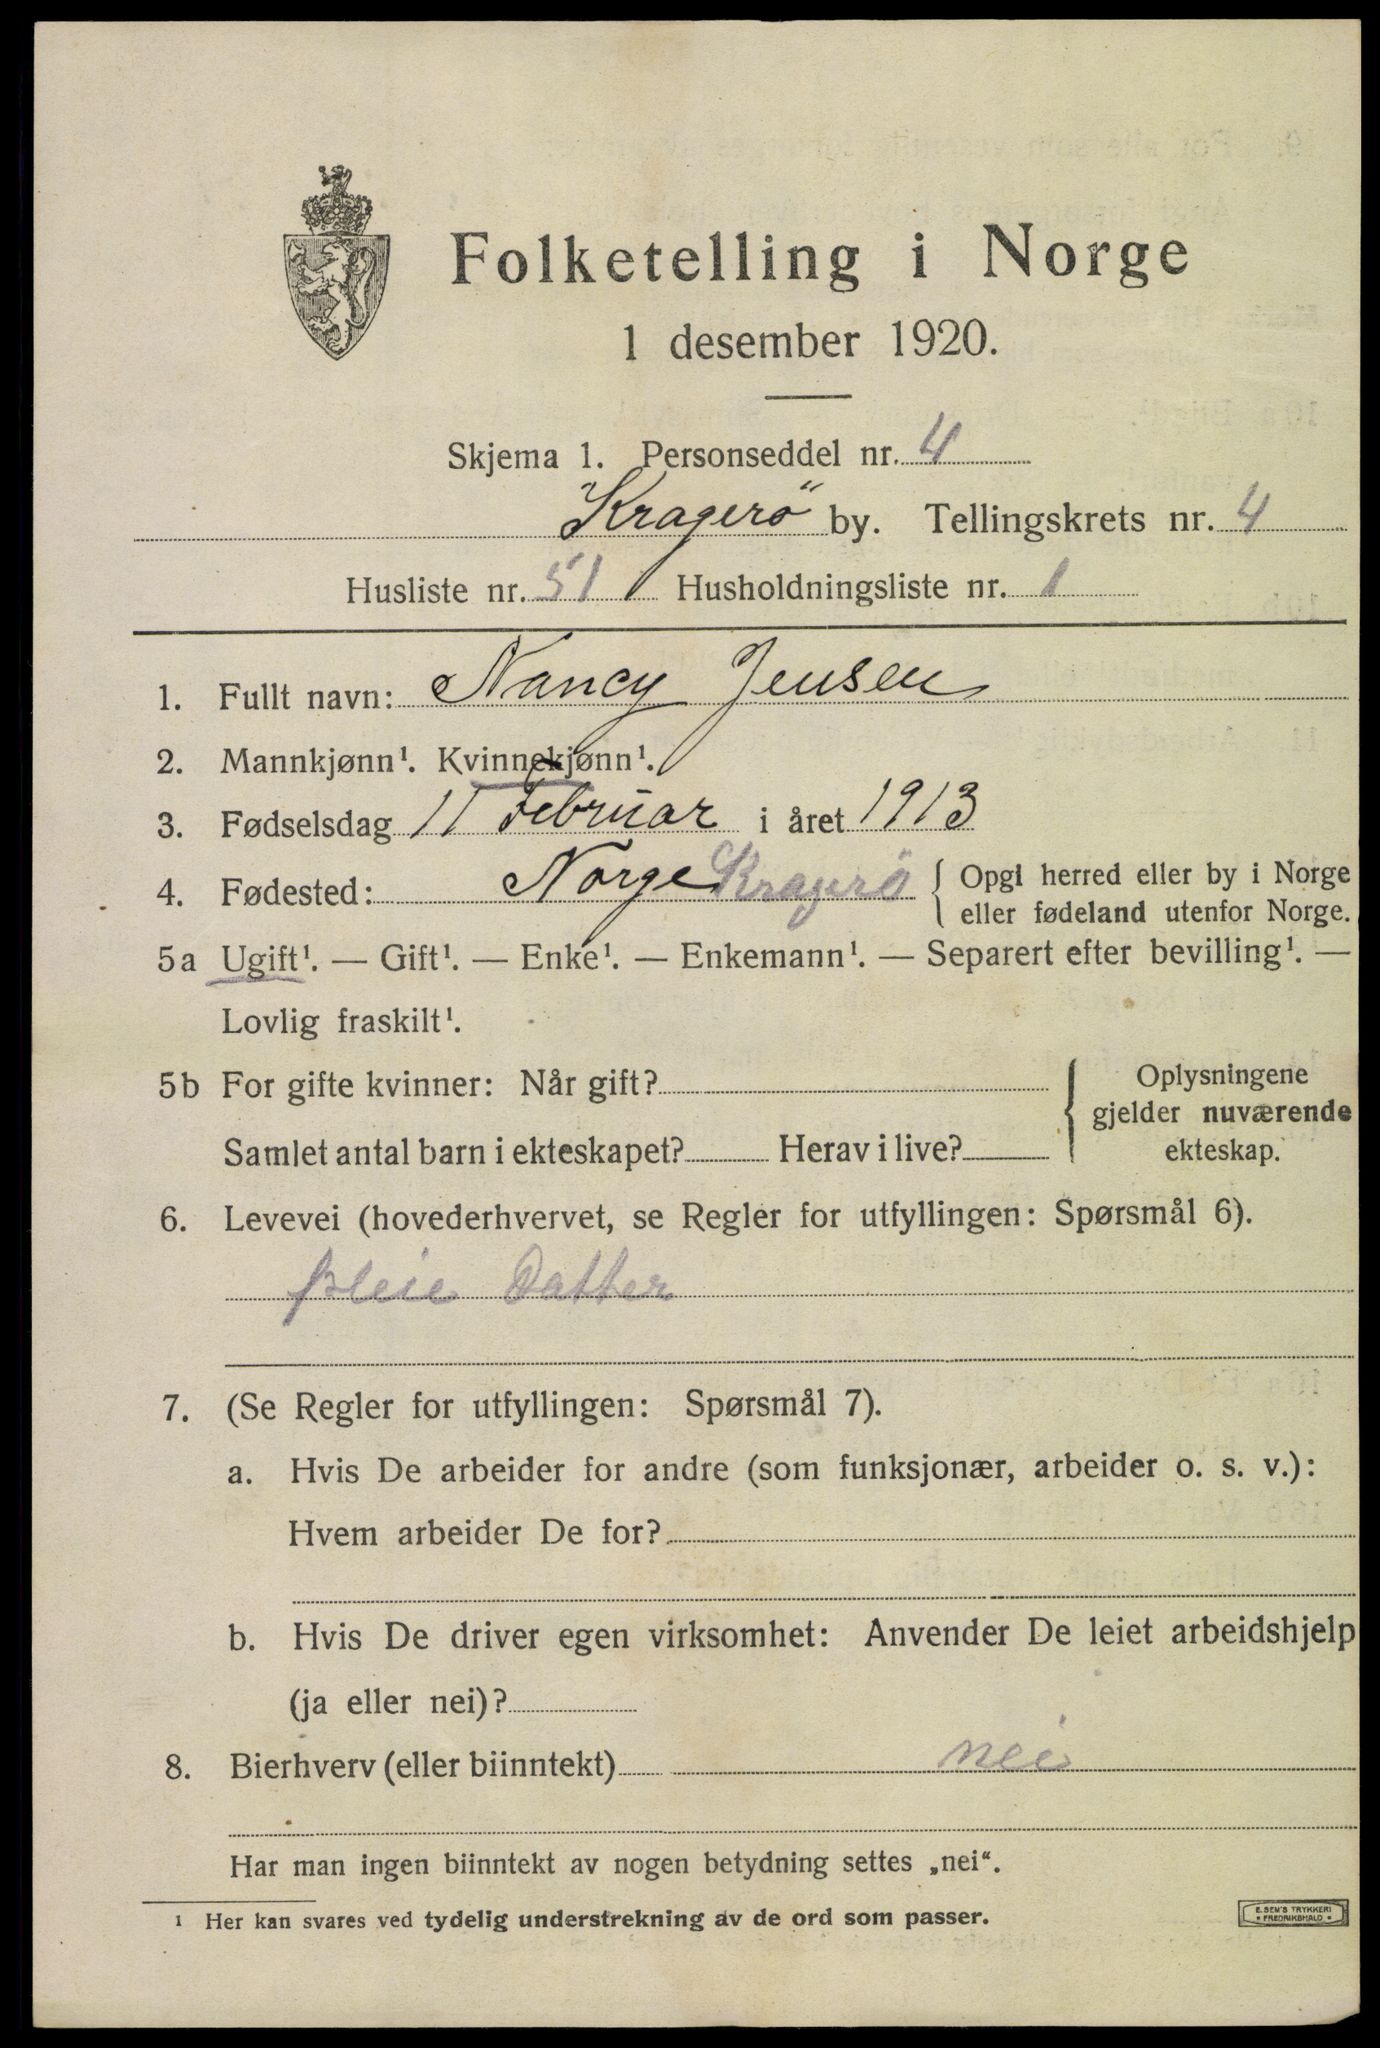 Folketelling i Norge
1 desember 1920.
Skjema 1. Personseddel nr. 4
Kragerö by. Tellingskrets nr. 4
Husliste nr. 51 Husholdningsliste nr. 1
1. Fullt navn: Nancy Jensen
2. Mannkjønn¹. Kvinnekjønn¹.
3. Fødselsdag 11 Februar i året 1913
4. Fødested: Norge Kragerö { Opgi herred eller by i Norge
eller fødeland utenfor Norge.
5a Ugift¹. — Gift¹. — Enke¹. — Enkemann¹. — Separert efter bevilling¹. —
Lovlig fraskilt¹.
5b For gifte kvinner: Når gift?
Samlet antal barn i ekteskapet? Herav i live?
{ Oplysningene
gjelder nuværende
ekteskap.
6. Levevei (hovederhvervet, se Regler for utfyllingen: Spørsmål 6).
pleie Datter
7. (Se Regler for utfyllingen: Spørsmål 7).
a. Hvis De arbeider for andre (som funksjonær, arbeider o. s. v.):
Hvem arbeider De for?
b. Hvis De driver egen virksomhet: Anvender De leiet arbeidshjelp
(ja eller nei)?
8. Bierhverv (eller biinntekt) nei
Har man ingen biinntekt av nogen betydning settes „nei“.
¹ Her kan svares ved tydelig understrekning av de ord som passer.
E. SEM'S TRYKKERI
• FREDRIKSHALD •